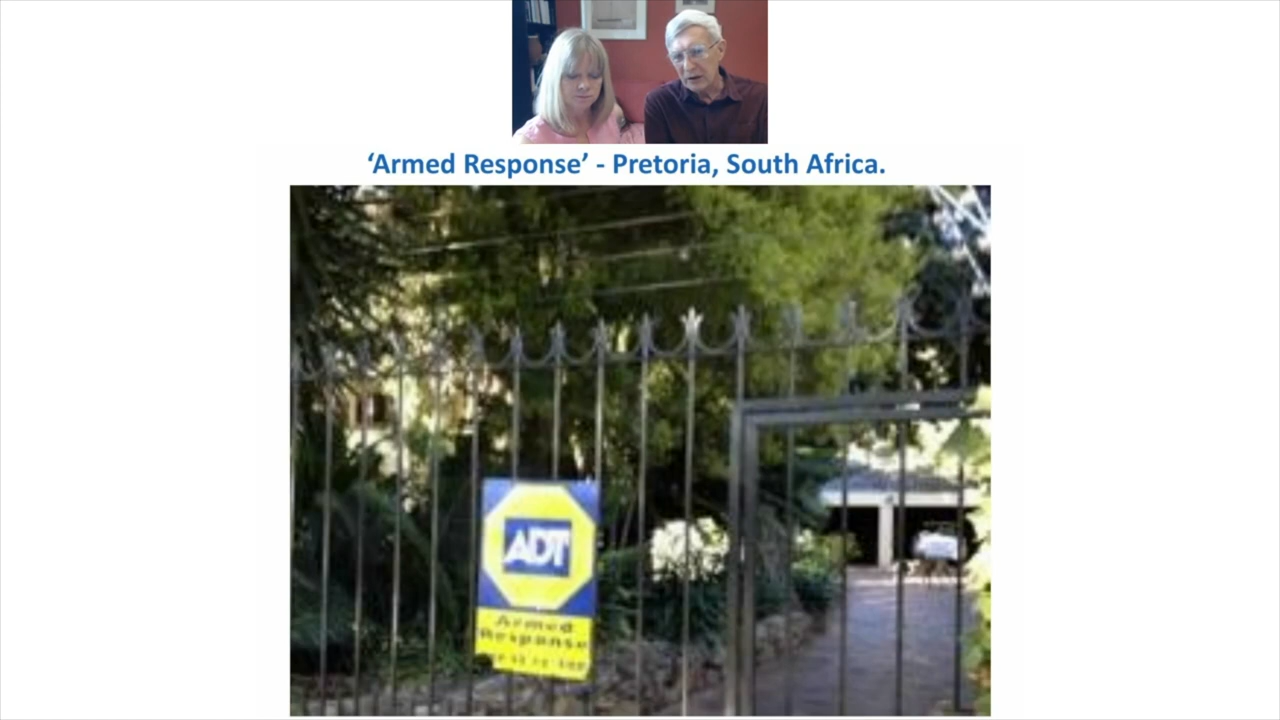 ‘Armed Response’ - Pretoria, South Africa.
ADT
Armed
Response